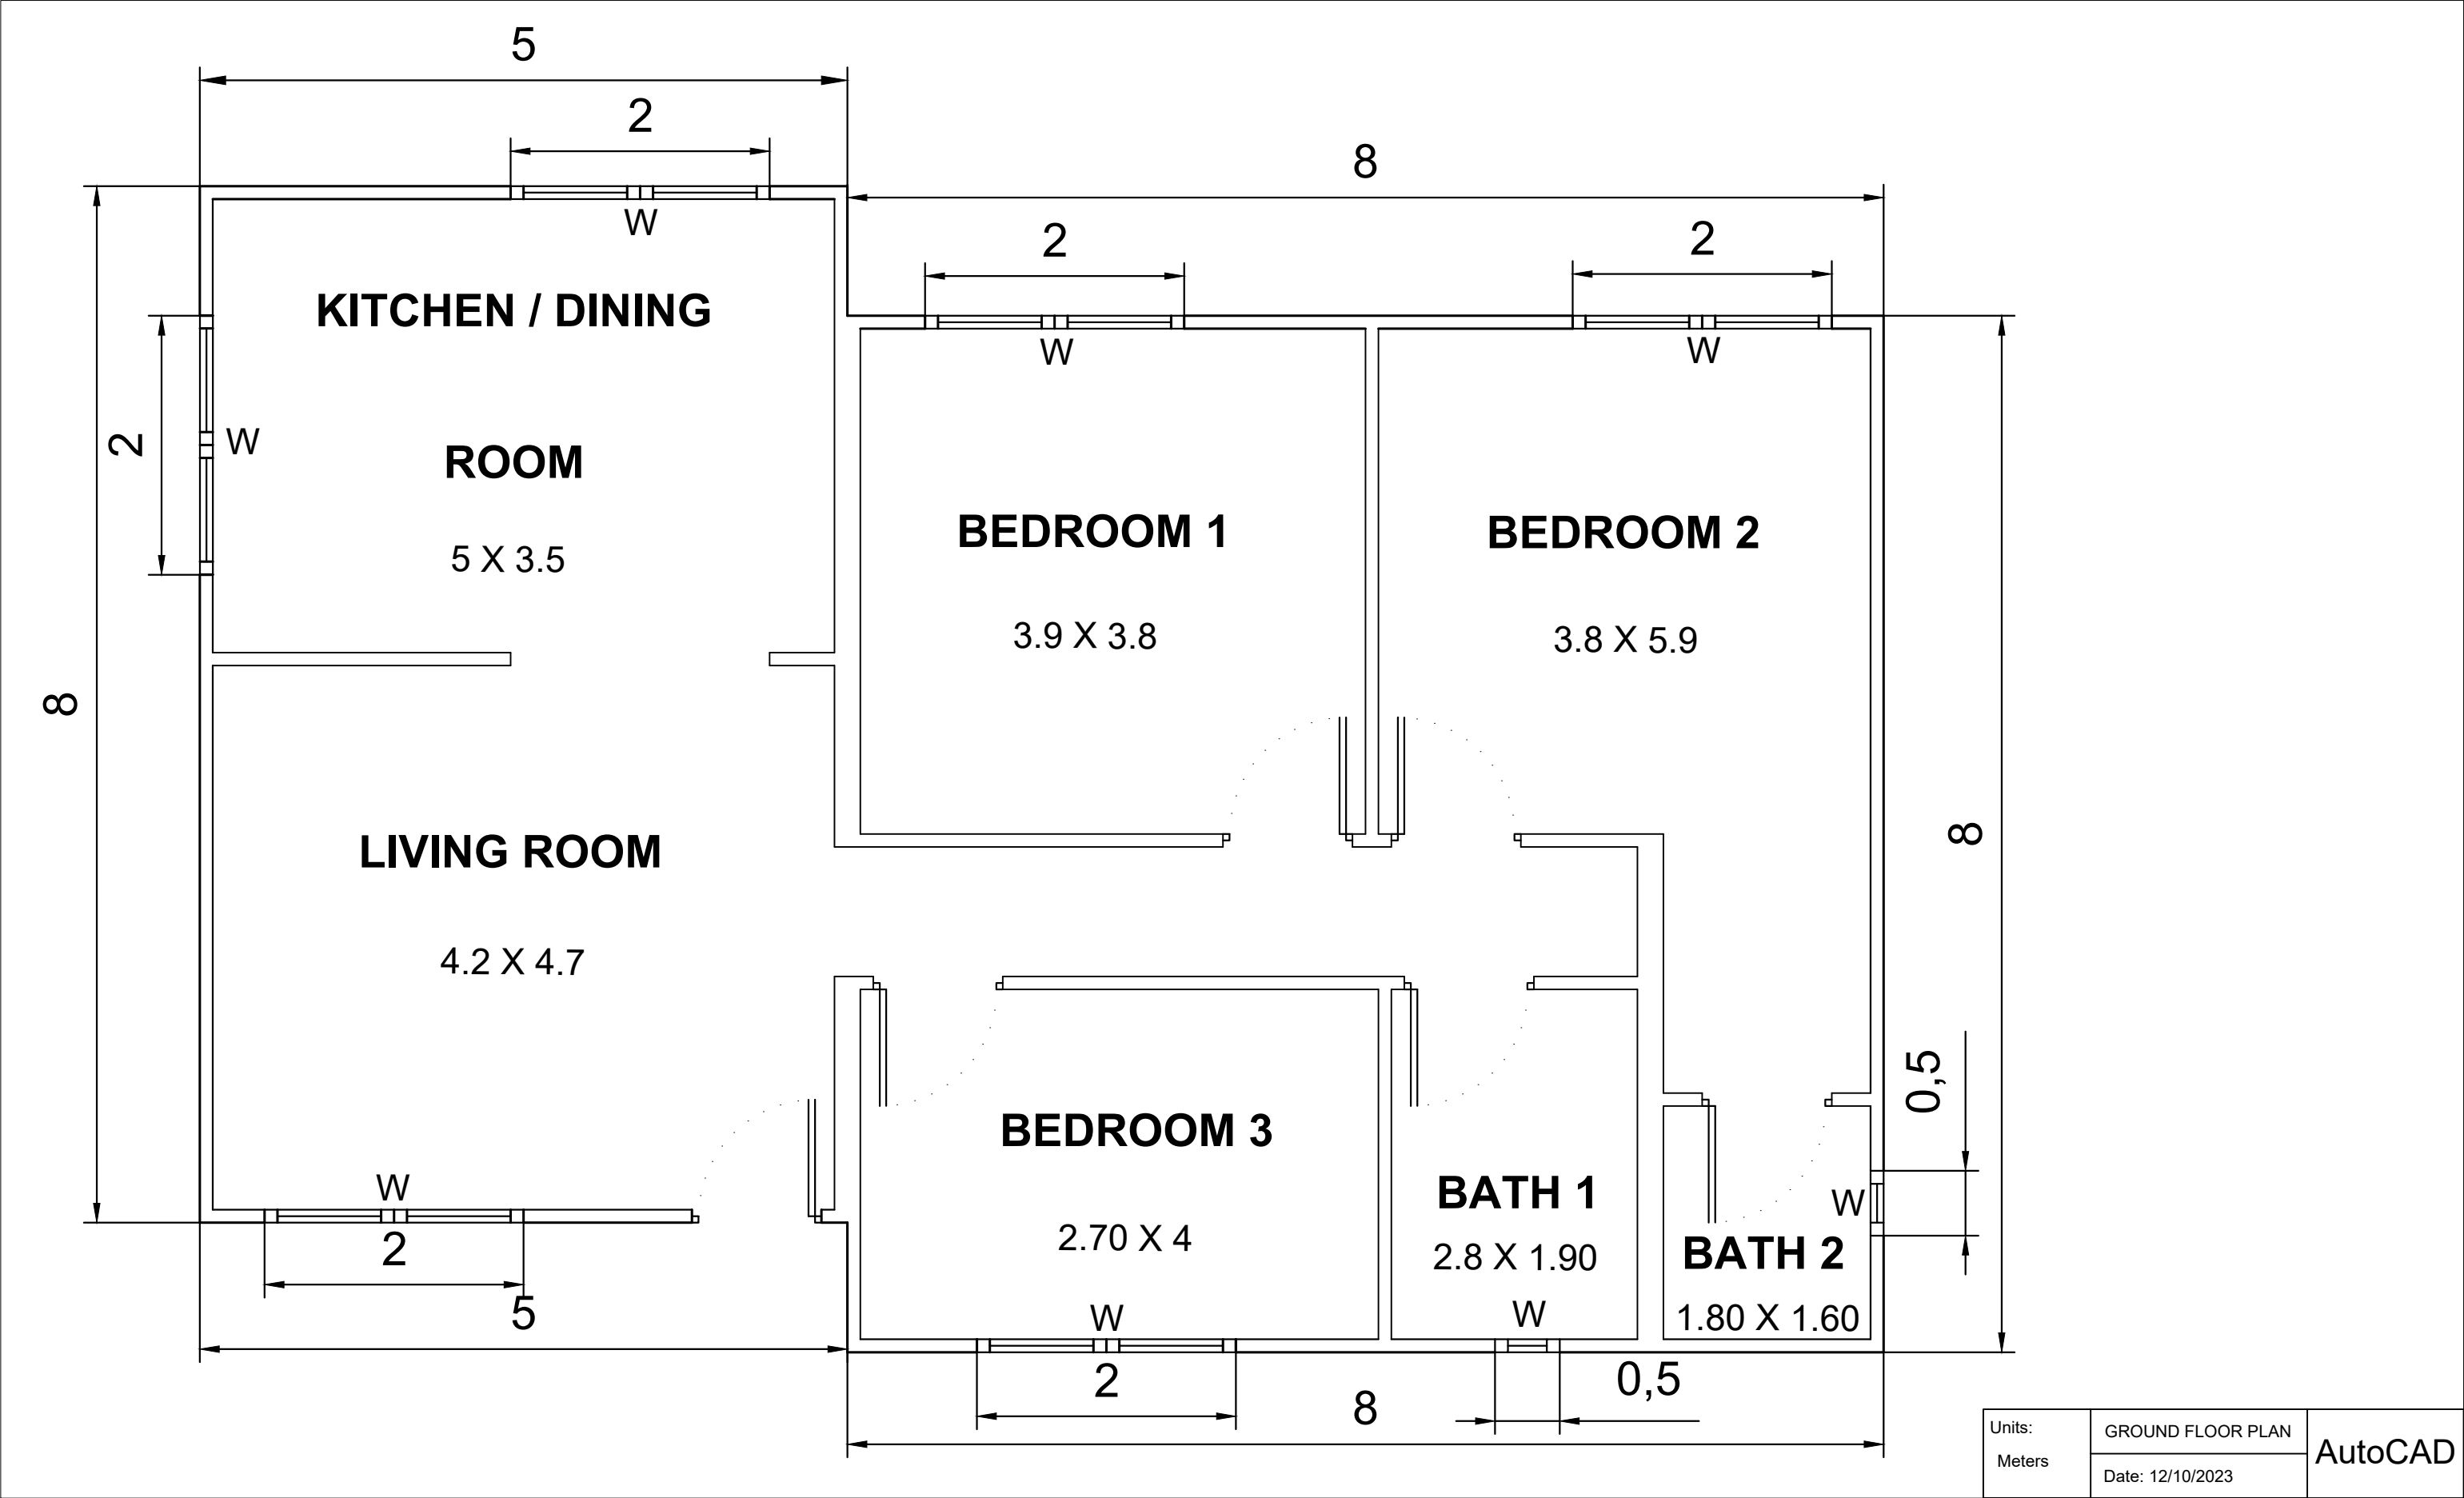 5
2
8
2
2
W
W
W
KITCHEN / DINING
2
W
ROOM
BEDROOM 1
BEDROOM 2
5 X 3.5
3.9 X 3.8
3.8 X 5.9
8
8
LIVING ROOM
4.2 X 4.7
0,5
BEDROOM 3
W
BATH 1
W
2.70 X 4
2
2.8 X 1.90
BATH 2
5
W
W
1.80 X 1.60
2
8
0,5
Units:
Meters
GROUND FLOOR PLAN
Date: 12/10/2023
AutoCAD